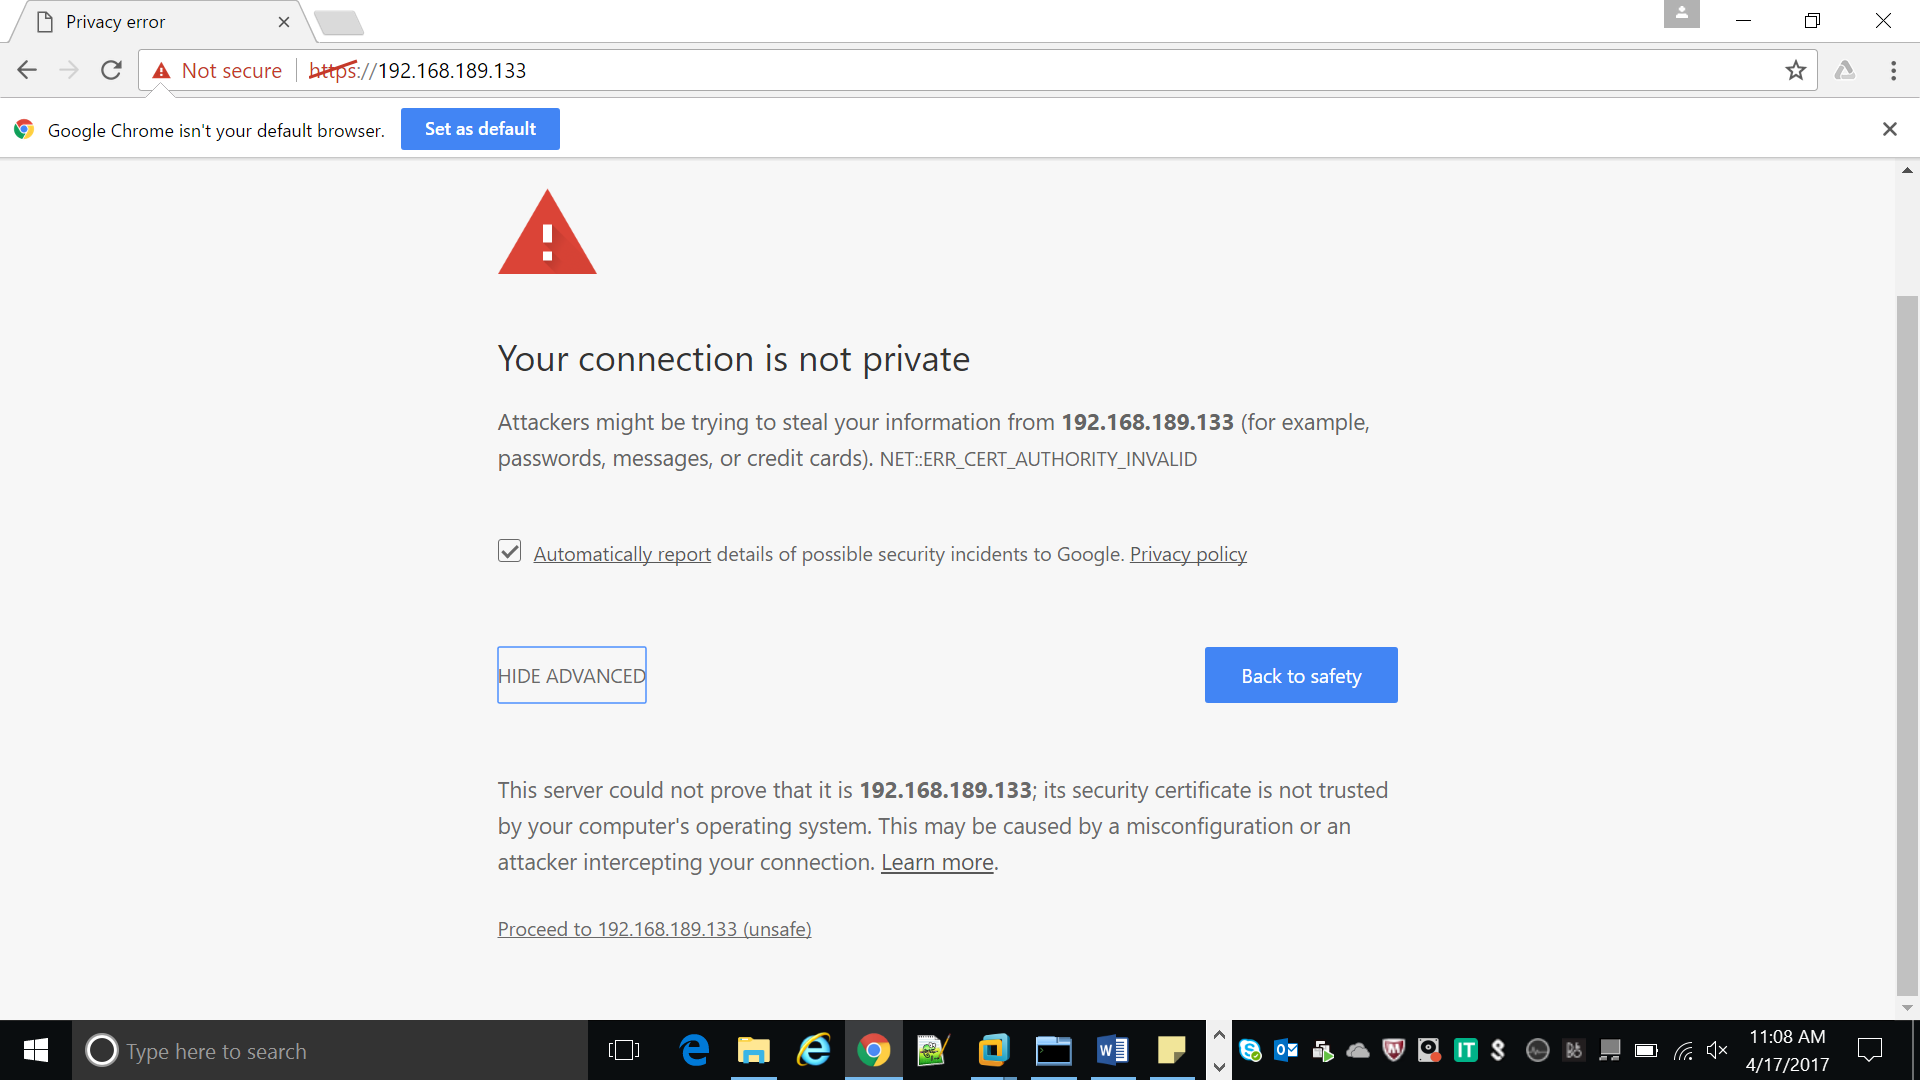 Privacy error
Not secure https://192.168.189.133
Google Chrome isn't your default browser. Set as default
Your connection is not private
Attackers might be trying to steal your information from 192.168.189.133 (for example,
passwords, messages, or credit cards). NET::ERR_CERT_AUTHORITY_INVALID
Automatically report details of possible security incidents to Google. Privacy policy
HIDE ADVANCED
Back to safety
This server could not prove that it is 192.168.189.133; its security certificate is not trusted
by your computer's operating system. This may be caused by a misconfiguration or an
attacker intercepting your connection. Learn more.
Proceed to 192.168.189.133 (unsafe)
Type here to search
IT
11:08 AM
4/17/2017